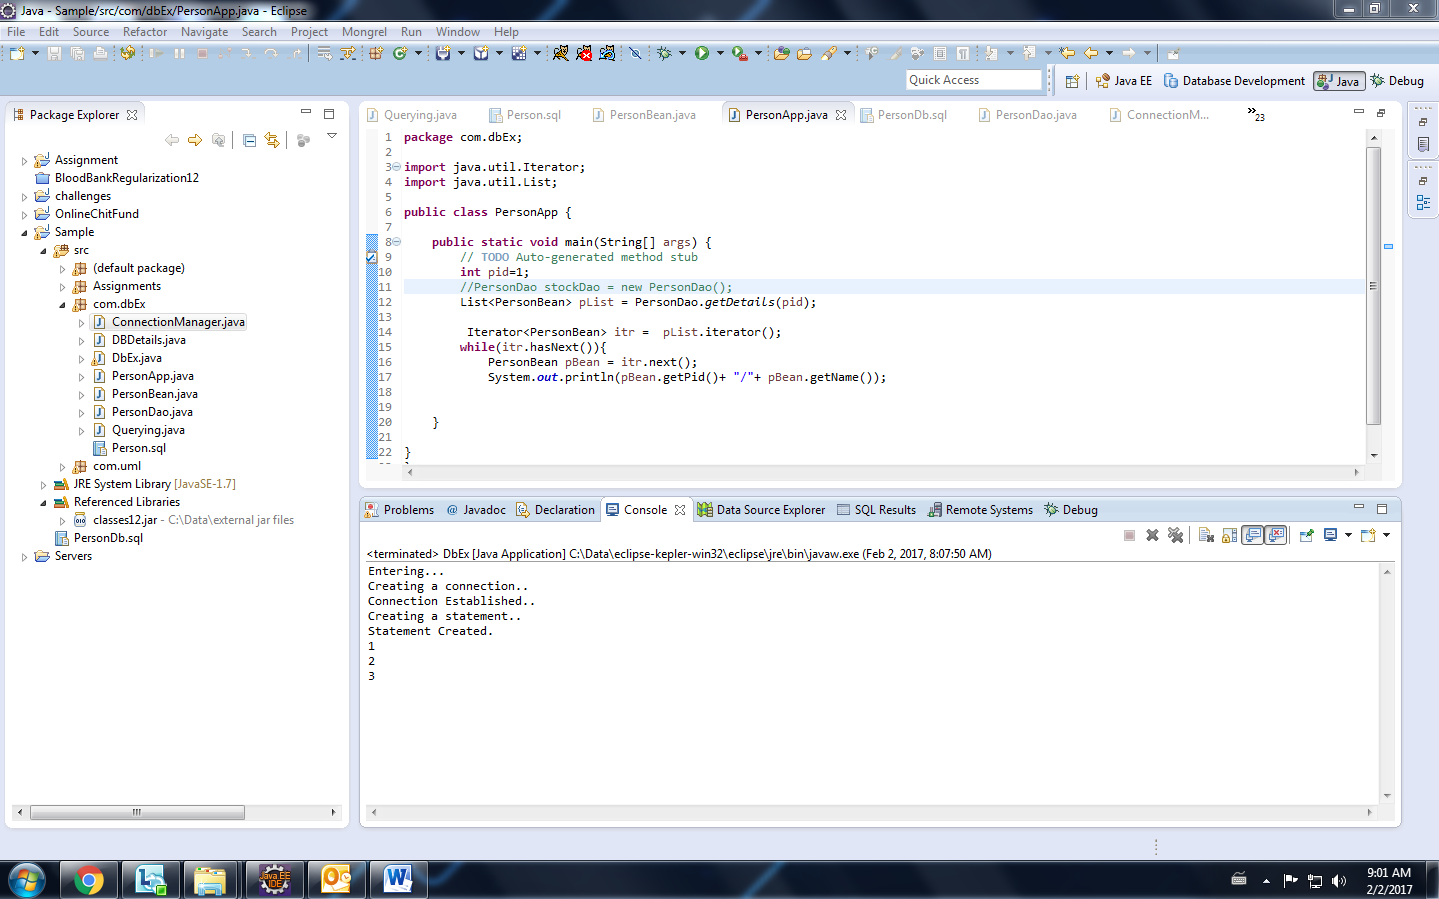 Java - Sample/src/com/dbEx/PersonApp.java - Eclipse
File Edit Source Refactor Navigate Search Project Mongrel Run Window Help
Quick Access
Java EE Database Development Java Debug
Package Explorer
Assignment
BloodBankRegularization12
challenges
OnlineChitFund
Sample
src
(default package)
Assignments
com.dbEx
ConnectionManager.java
DBDetails.java
DbEx.java
PersonApp.java
PersonBean.java
PersonDao.java
Querying.java
Person.sql
com.uml
JRE System Library [JavaSE-1.7]
Referenced Libraries
classes12.jar - C:\Data\external jar files
PersonDb.sql
Servers
Querying.java Person.sql PersonBean.java PersonApp.java PersonDb.sql PersonDao.java ConnectionM... »23
1 package com.dbEx;
2
3 import java.util.Iterator;
4 import java.util.List;
5
6 public class PersonApp {
7
8 public static void main(String[] args) {
9 // TODO Auto-generated method stub
10 int pid=1;
11 //PersonDao stockDao = new PersonDao();
12 List<PersonBean> pList = PersonDao.getDetails(pid);
13
14 Iterator<PersonBean> itr = pList.iterator();
15 while(itr.hasNext()){
16 PersonBean pBean = itr.next();
17 System.out.println(pBean.getPid()+ "/"+ pBean.getName());
18
19
20 }
21
22 }
Problems @ Javadoc Declaration Console Data Source Explorer SQL Results Remote Systems Debug
<terminated> DbEx [Java Application] C:\Data\eclipse-kepler-win32\eclipse\jre\bin\javaw.exe (Feb 2, 2017, 8:07:50 AM)
Entering...
Creating a connection..
Connection Established..
Creating a statement..
Statement Created.
1
2
3
Java EE
IDE
9:01 AM
2/2/2017